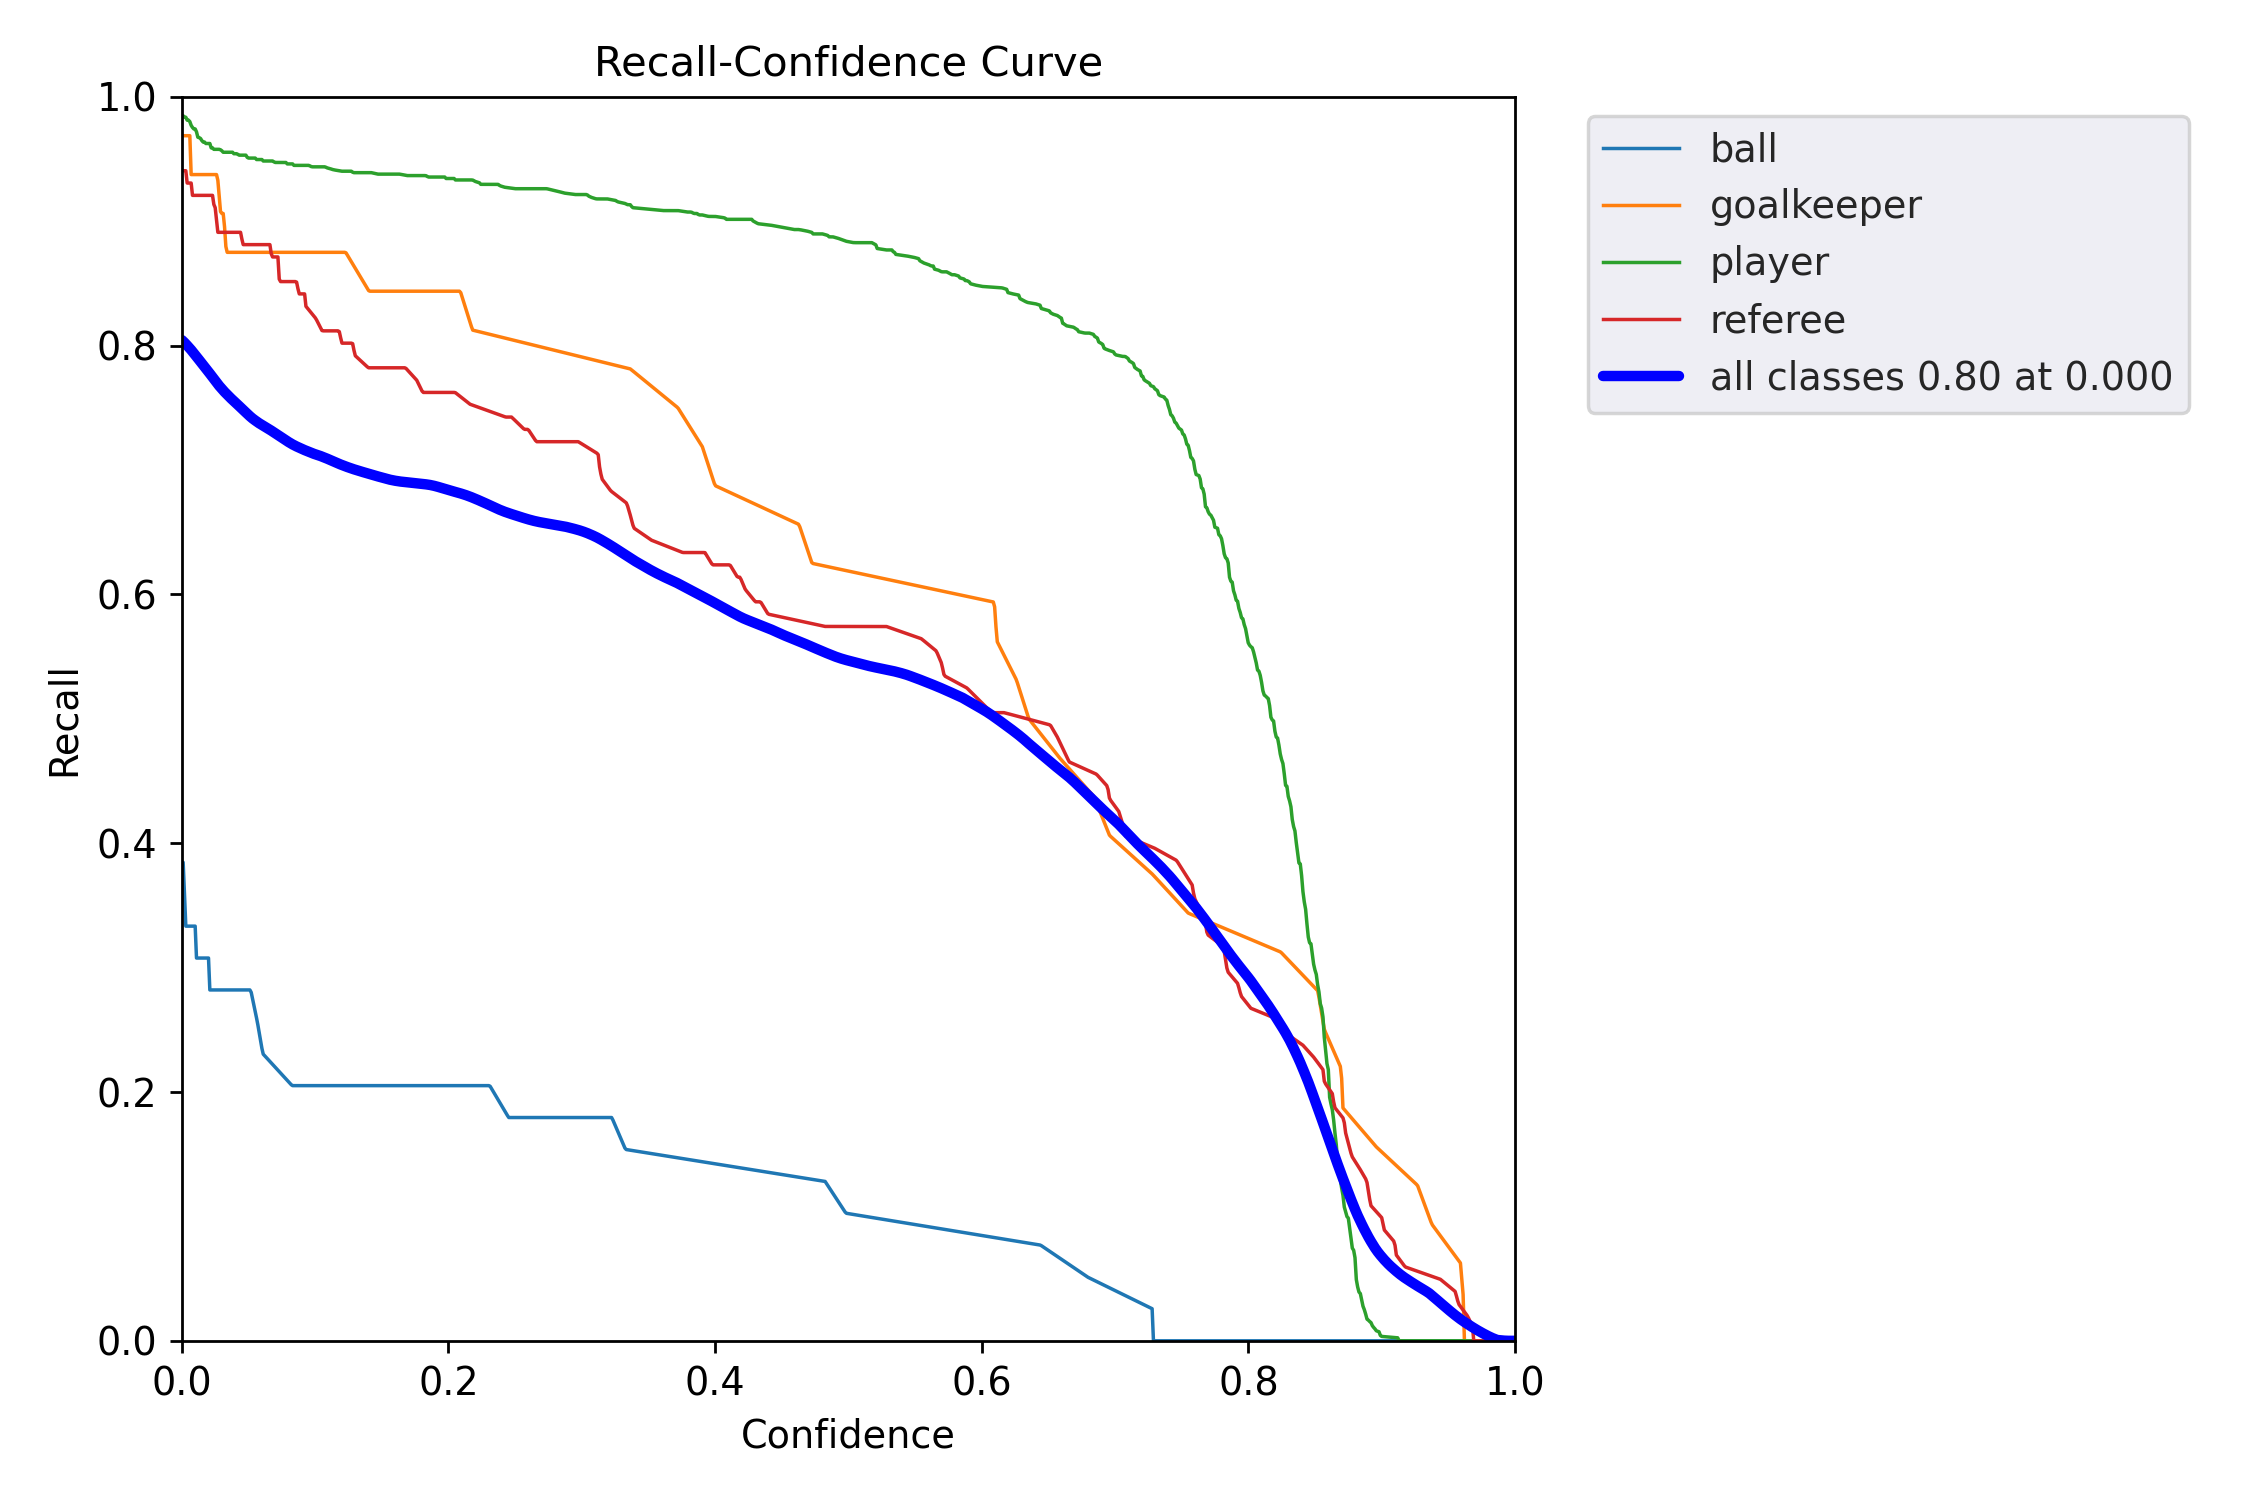 Recall-Confidence Curve
1.0
0.8
0.6
0.4
0.2
0.0
Recall
0.0 0.2 0.4 0.6 0.8 1.0
Confidence
ball
goalkeeper
player
referee
all classes 0.80 at 0.000